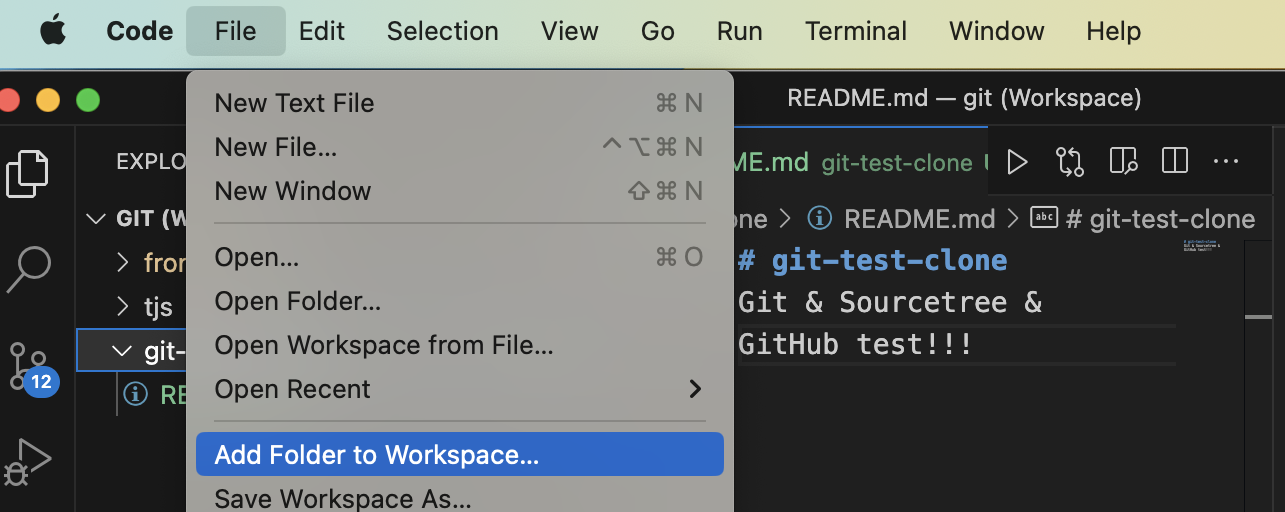 Code File Edit Selection View Go Run Terminal Window Help
README.md — git (Workspace)
New Text File ⌘ N
New File... ^⌥⌘ N
New Window ⇧⌘ N
Open... ⌘ O
Open Folder...
Open Workspace from File...
Open Recent
Add Folder to Workspace...
Save Workspace As...
EXPLO
GIT (W
tjs
git-
RE
12
ME.md git-test-clone U
one > README.md > abc # git-test-clone
# git-test-clone
Git & Sourcetree &
GitHub test!!!